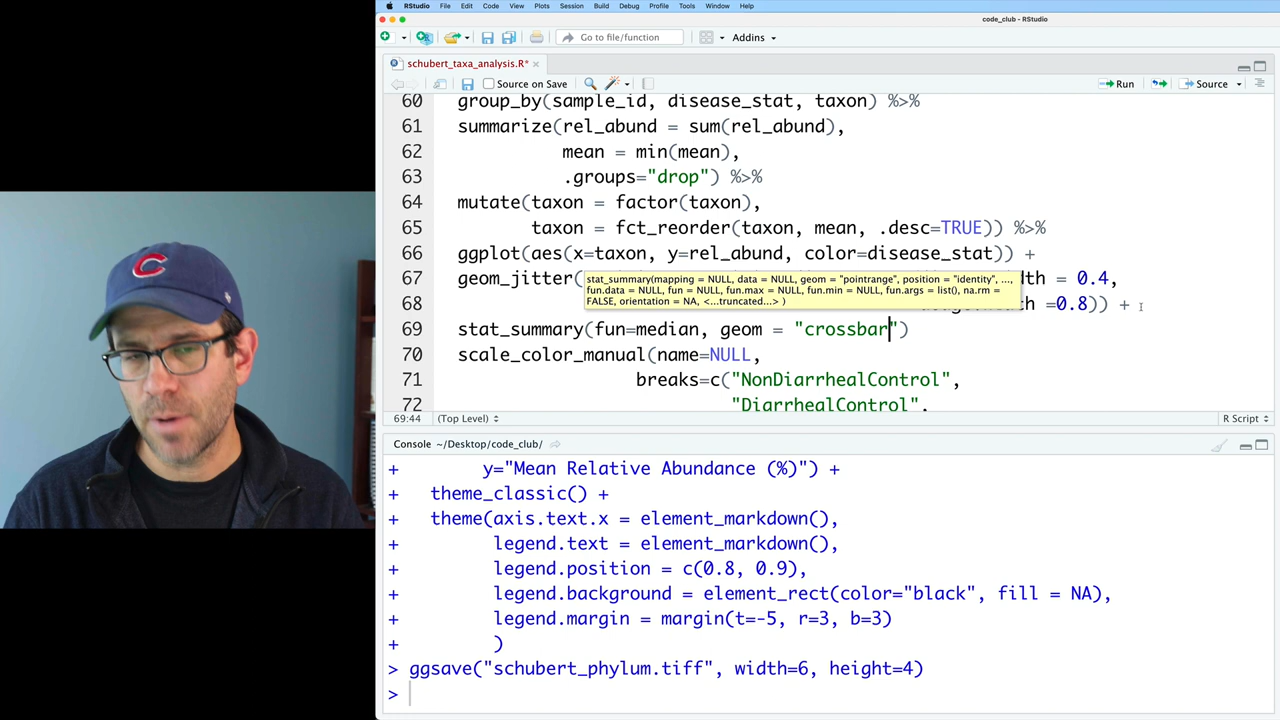 RStudio File Edit Code View Plots Session Build Debug Profile Tools Window Help
code_club - RStudio
Go to file/function Addins
schubert_taxa_analysis.R*
Source on Save Run Source
60 group_by(sample_id, disease_stat, taxon) %>%
61 summarize(rel_abund = sum(rel_abund),
62 mean = min(mean),
63 .groups="drop") %>%
64 mutate(taxon = factor(taxon),
65 taxon = fct_reorder(taxon, mean, .desc=TRUE)) %>%
66 ggplot(aes(x=taxon, y=rel_abund, color=disease_stat)) +
67 geom_jitter( = 0.4,
stat_summary(mapping = NULL, data = NULL, geom = "pointrange", position = "identity", ...,
fun.data = NULL, fun = NULL, fun.max = NULL, fun.min = NULL, fun.args = list(), na.rm =
FALSE, orientation = NA, <...truncated...> )
68 =0.8)) +
69 stat_summary(fun=median, geom = "crossbar")
70 scale_color_manual(name=NULL,
71 breaks=c("NonDiarrhealControl",
72 "DiarrhealControl",
69:44 (Top Level) R Script
Console ~/Desktop/code_club/
+ y="Mean Relative Abundance (%)") +
+ theme_classic() +
+ theme(axis.text.x = element_markdown(),
+ legend.text = element_markdown(),
+ legend.position = c(0.8, 0.9),
+ legend.background = element_rect(color="black", fill = NA),
+ legend.margin = margin(t=-5, r=3, b=3)
+ )
> ggsave("schubert_phylum.tiff", width=6, height=4)
>